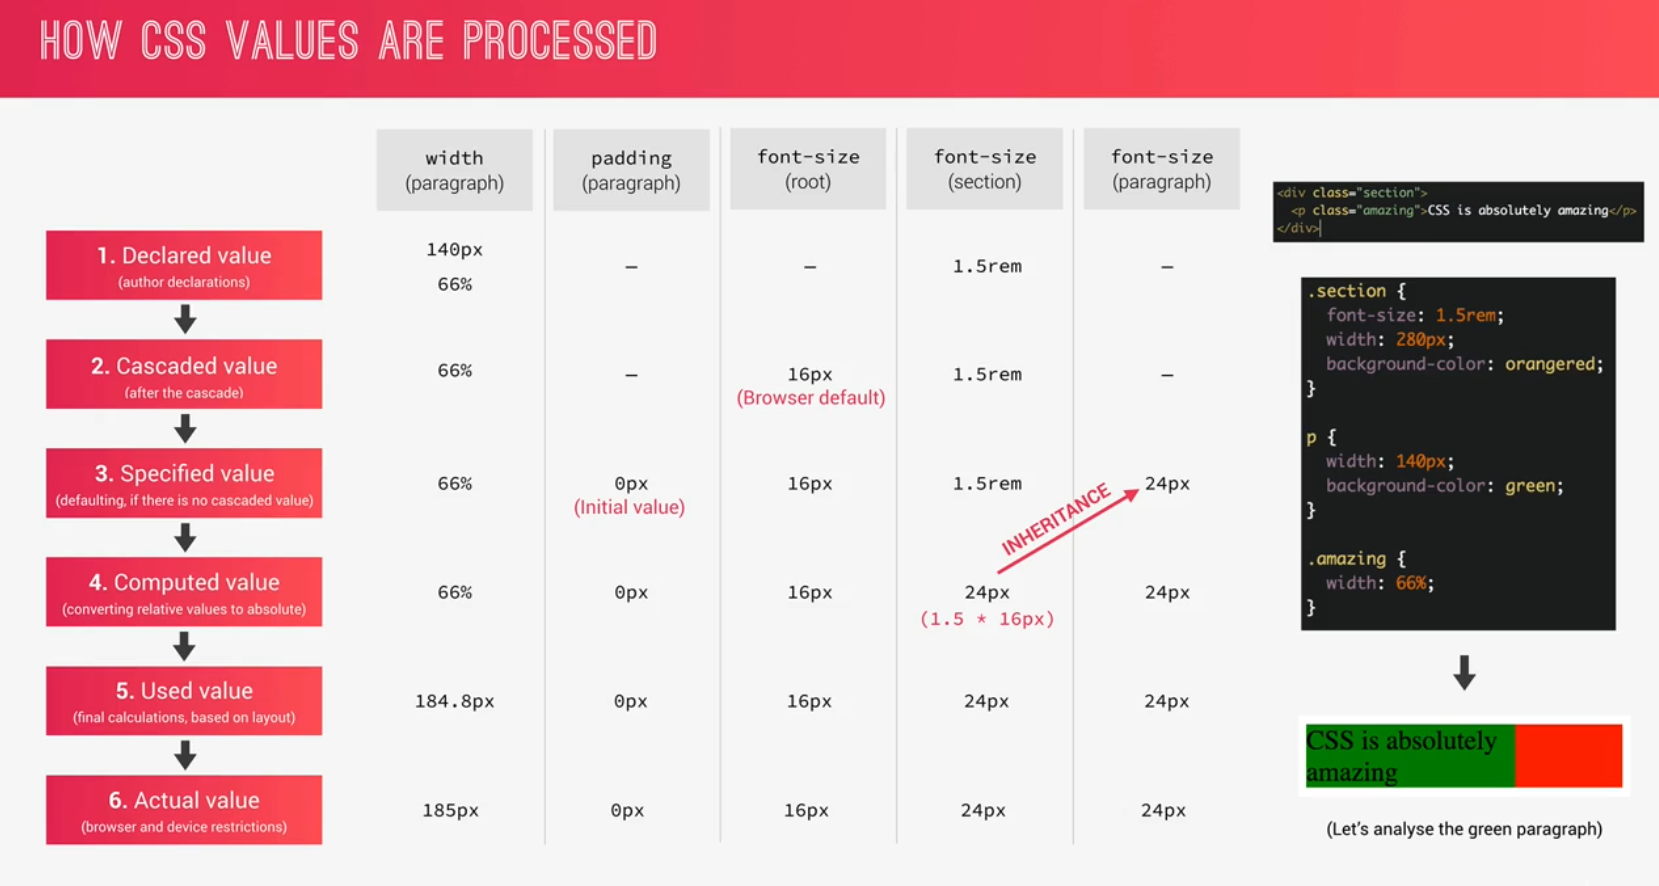 HOW CSS VALUES ARE PROCESSED
width
(paragraph)
padding
(paragraph)
font-size
(root)
font-size
(section)
font-size
(paragraph)
1. Declared value
(author declarations)
140px
66%
–
–
1.5rem
–
2. Cascaded value
(after the cascade)
66%
–
16px
(Browser default)
1.5rem
–
3. Specified value
(defaulting, if there is no cascaded value)
66%
0px
(Initial value)
16px
1.5rem
INHERITANCE
24px
4. Computed value
(converting relative values to absolute)
66%
0px
16px
24px
(1.5 * 16px)
24px
5. Used value
(final calculations, based on layout)
184.8px
0px
16px
24px
24px
6. Actual value
(browser and device restrictions)
185px
0px
16px
24px
24px
<div class="section">
<p class="amazing">CSS is absolutely amazing</p>
</div>
.section {
font-size: 1.5rem;
width: 280px;
background-color: orangered;
}
p {
width: 140px;
background-color: green;
}
.amazing {
width: 66%;
}
CSS is absolutely
amazing
(Let's analyse the green paragraph)